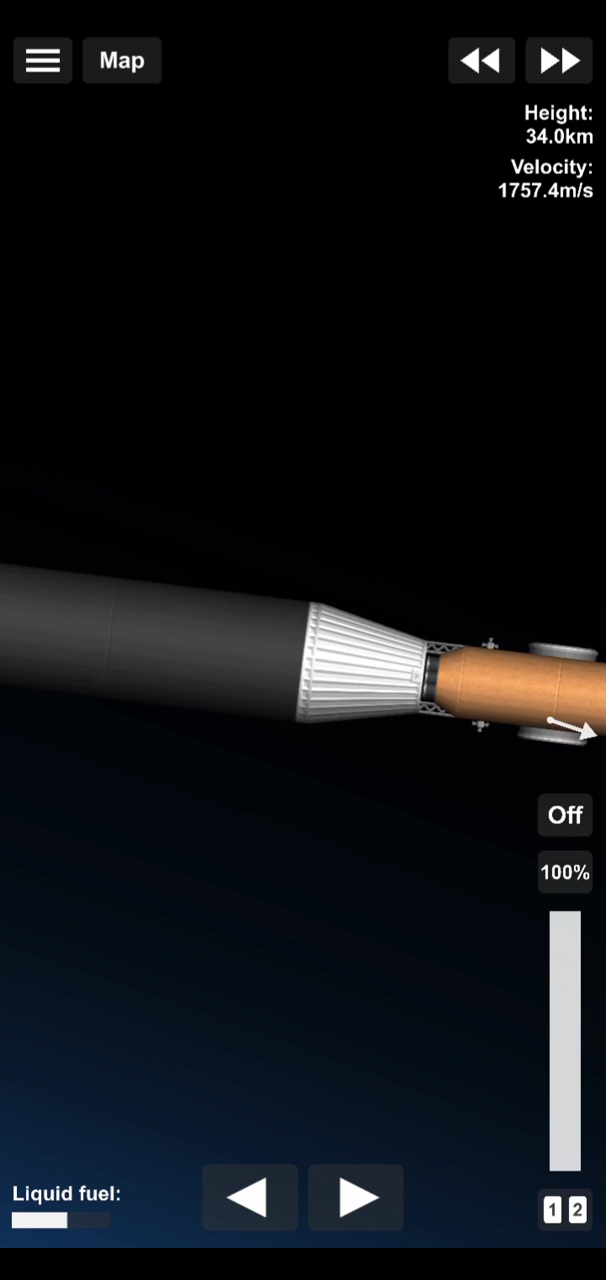 Map
Height:
34.0km
Velocity:
1757.4m/s
Off
100%
Liquid fuel:
1 2